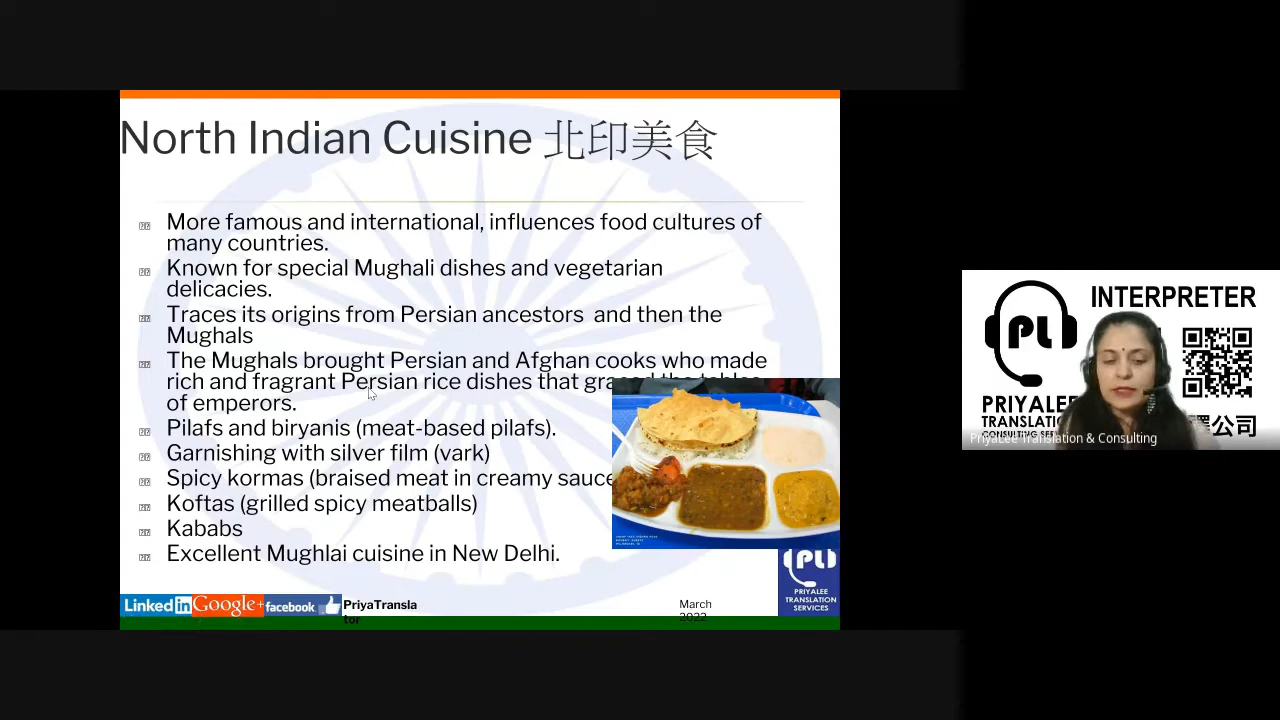 North Indian Cuisine 北印美食
More famous and international, influences food cultures of
many countries.
Known for special Mughali dishes and vegetarian
delicacies.
Traces its origins from Persian ancestors and then the
Mughals
The Mughals brought Persian and Afghan cooks who made
rich and fragrant Persian rice dishes that graced the tables
of emperors.
Pilafs and biryanis (meat-based pilafs).
Garnishing with silver film (vark)
Spicy kormas (braised meat in creamy sauce
Koftas (grilled spicy meatballs)
Kababs
Excellent Mughlai cuisine in New Delhi.
PL
PRIYALEE
TRANSLATION
SERVICES
Linked in Google+ facebook PriyaTransla
tor
March
2022
INTERPRETER
PL
PRIYALEE
TRANSLATIO
CONSULTING SER
公司
PriyaLee Translation & Consulting